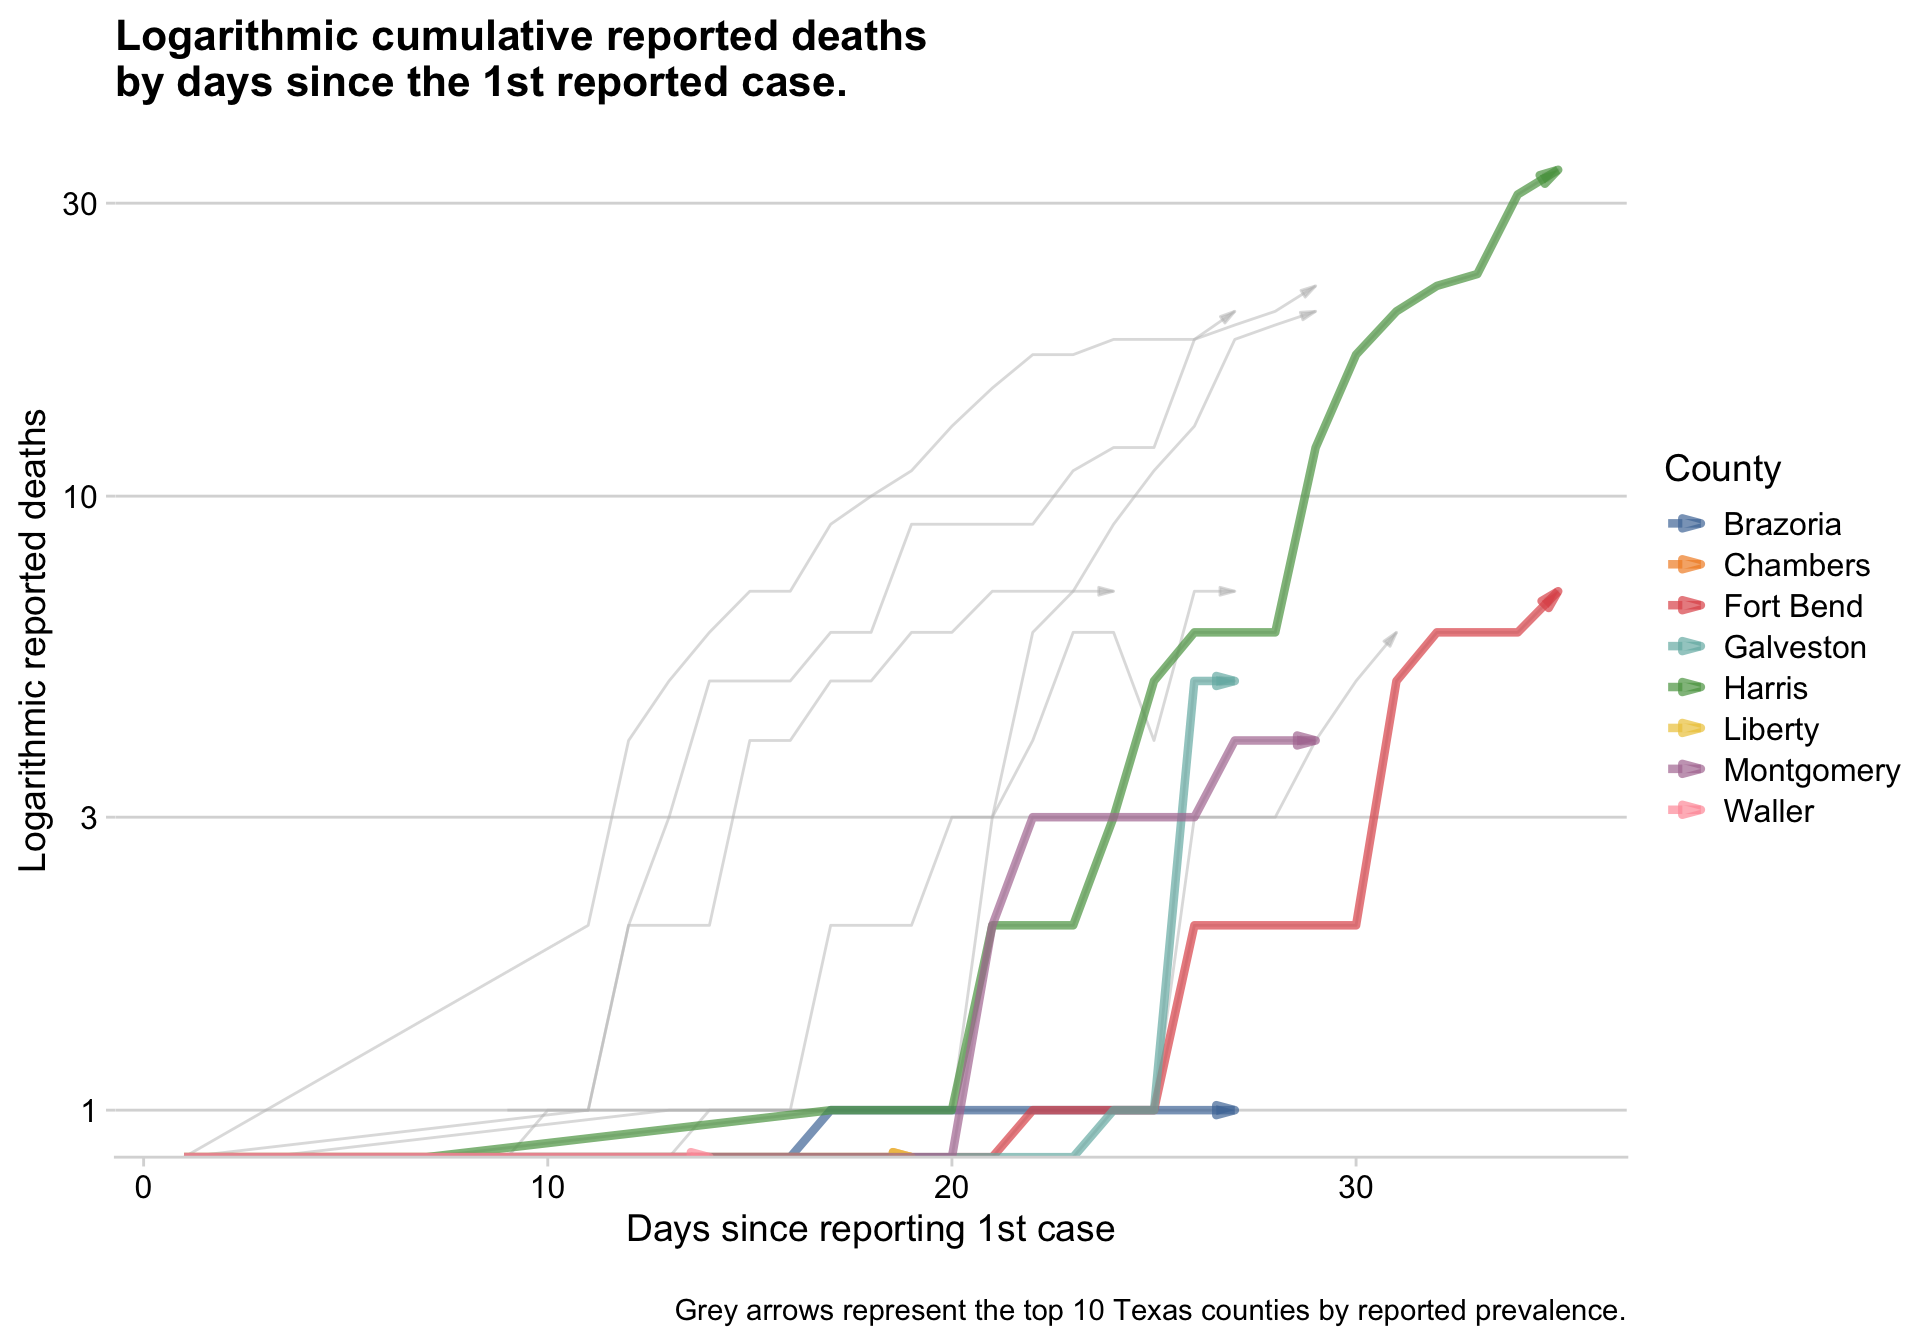 Logarithmic cumulative reported deaths
by days since the 1st reported case.
Logarithmic reported deaths
30
10
3
1
0
10
20
30
Days since reporting 1st case
County
Brazoria
Chambers
Fort Bend
Galveston
Harris
Liberty
Montgomery
Waller
Grey arrows represent the top 10 Texas counties by reported prevalence.